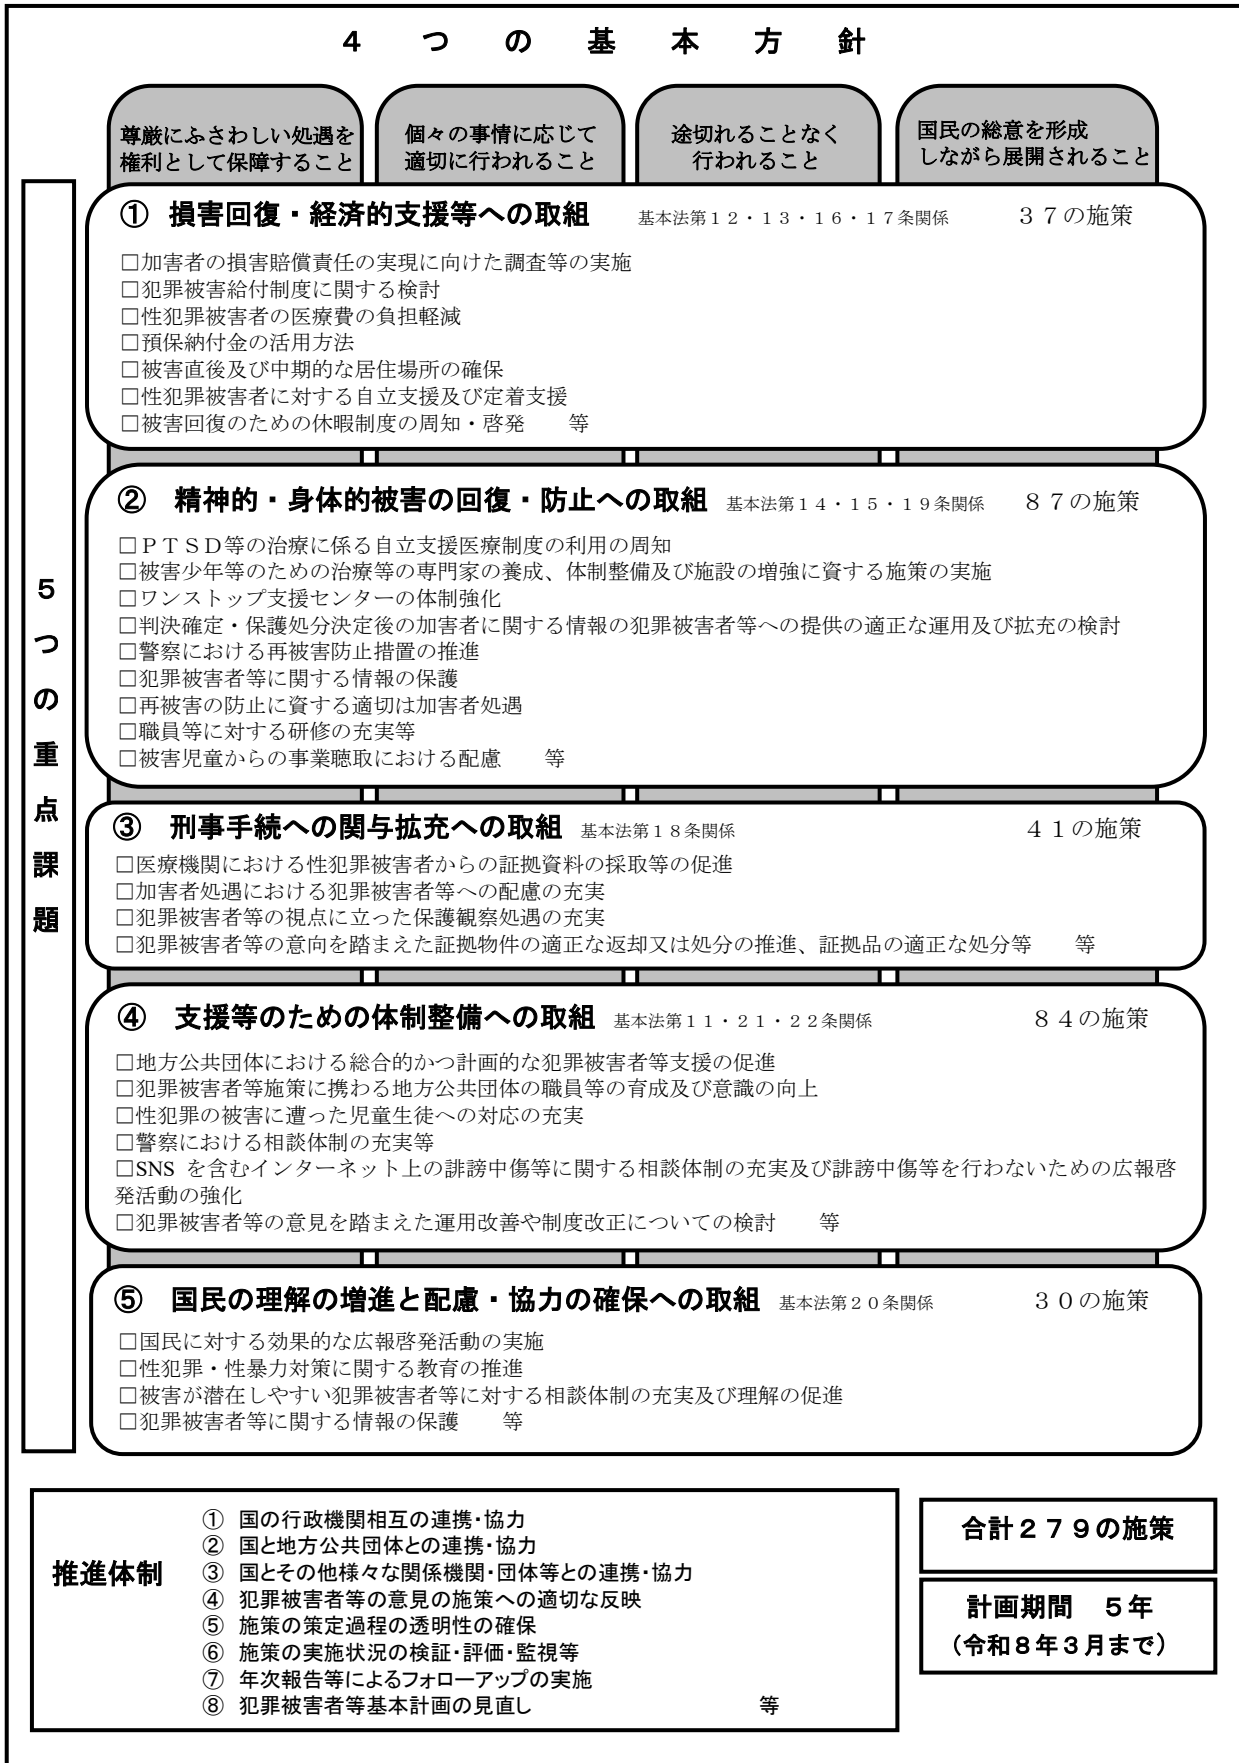 ４つの基本方針
尊厳にふさわしい処遇を
権利として保障すること
個々の事情に応じて
適切に行われること
途切れることなく
行われること
国民の総意を形成
しながら展開されること
５つの重点課題
① 損害回復・経済的支援等への取組 基本法第１２・１３・１６・１７条関係 ３７の施策
□加害者の損害賠償責任の実現に向けた調査等の実施
□犯罪被害給付制度に関する検討
□性犯罪被害者の医療費の負担軽減
□預保納付金の活用方法
□被害直後及び中期的な居住場所の確保
□性犯罪被害者に対する自立支援及び定着支援
□被害回復のための休暇制度の周知・啓発 等
② 精神的・身体的被害の回復・防止への取組 基本法第１４・１５・１９条関係 ８７の施策
□ＰＴＳＤ等の治療に係る自立支援医療制度の利用の周知
□被害少年等のための治療等の専門家の養成、体制整備及び施設の増強に資する施策の実施
□ワンストップ支援センターの体制強化
□判決確定・保護処分決定後の加害者に関する情報の犯罪被害者等への提供の適正な運用及び拡充の検討
□警察における再被害防止措置の推進
□犯罪被害者等に関する情報の保護
□再被害の防止に資する適切は加害者処遇
□職員等に対する研修の充実等
□被害児童からの事業聴取における配慮 等
③ 刑事手続への関与拡充への取組 基本法第１８条関係 ４１の施策
□医療機関における性犯罪被害者からの証拠資料の採取等の促進
□加害者処遇における犯罪被害者等への配慮の充実
□犯罪被害者等の視点に立った保護観察処遇の充実
□犯罪被害者等の意向を踏まえた証拠物件の適正な返却又は処分の推進、証拠品の適正な処分等 等
④ 支援等のための体制整備への取組 基本法第１１・２１・２２条関係 ８４の施策
□地方公共団体における総合的かつ計画的な犯罪被害者等支援の促進
□犯罪被害者等施策に携わる地方公共団体の職員等の育成及び意識の向上
□性犯罪の被害に遭った児童生徒への対応の充実
□警察における相談体制の充実等
□SNS を含むインターネット上の誹謗中傷等に関する相談体制の充実及び誹謗中傷等を行わないための広報啓
発活動の強化
□犯罪被害者等の意見を踏まえた運用改善や制度改正についての検討 等
⑤ 国民の理解の増進と配慮・協力の確保への取組 基本法第２０条関係 ３０の施策
□国民に対する効果的な広報啓発活動の実施
□性犯罪・性暴力対策に関する教育の推進
□被害が潜在しやすい犯罪被害者等に対する相談体制の充実及び理解の促進
□犯罪被害者等に関する情報の保護 等
推進体制
① 国の行政機関相互の連携・協力
② 国と地方公共団体との連携・協力
③ 国とその他様々な関係機関・団体等との連携・協力
④ 犯罪被害者等の意見の施策への適切な反映
⑤ 施策の策定過程の透明性の確保
⑥ 施策の実施状況の検証・評価・監視等
⑦ 年次報告等によるフォローアップの実施
⑧ 犯罪被害者等基本計画の見直し 等
合計２７９の施策
計画期間 ５年
（令和８年３月まで）